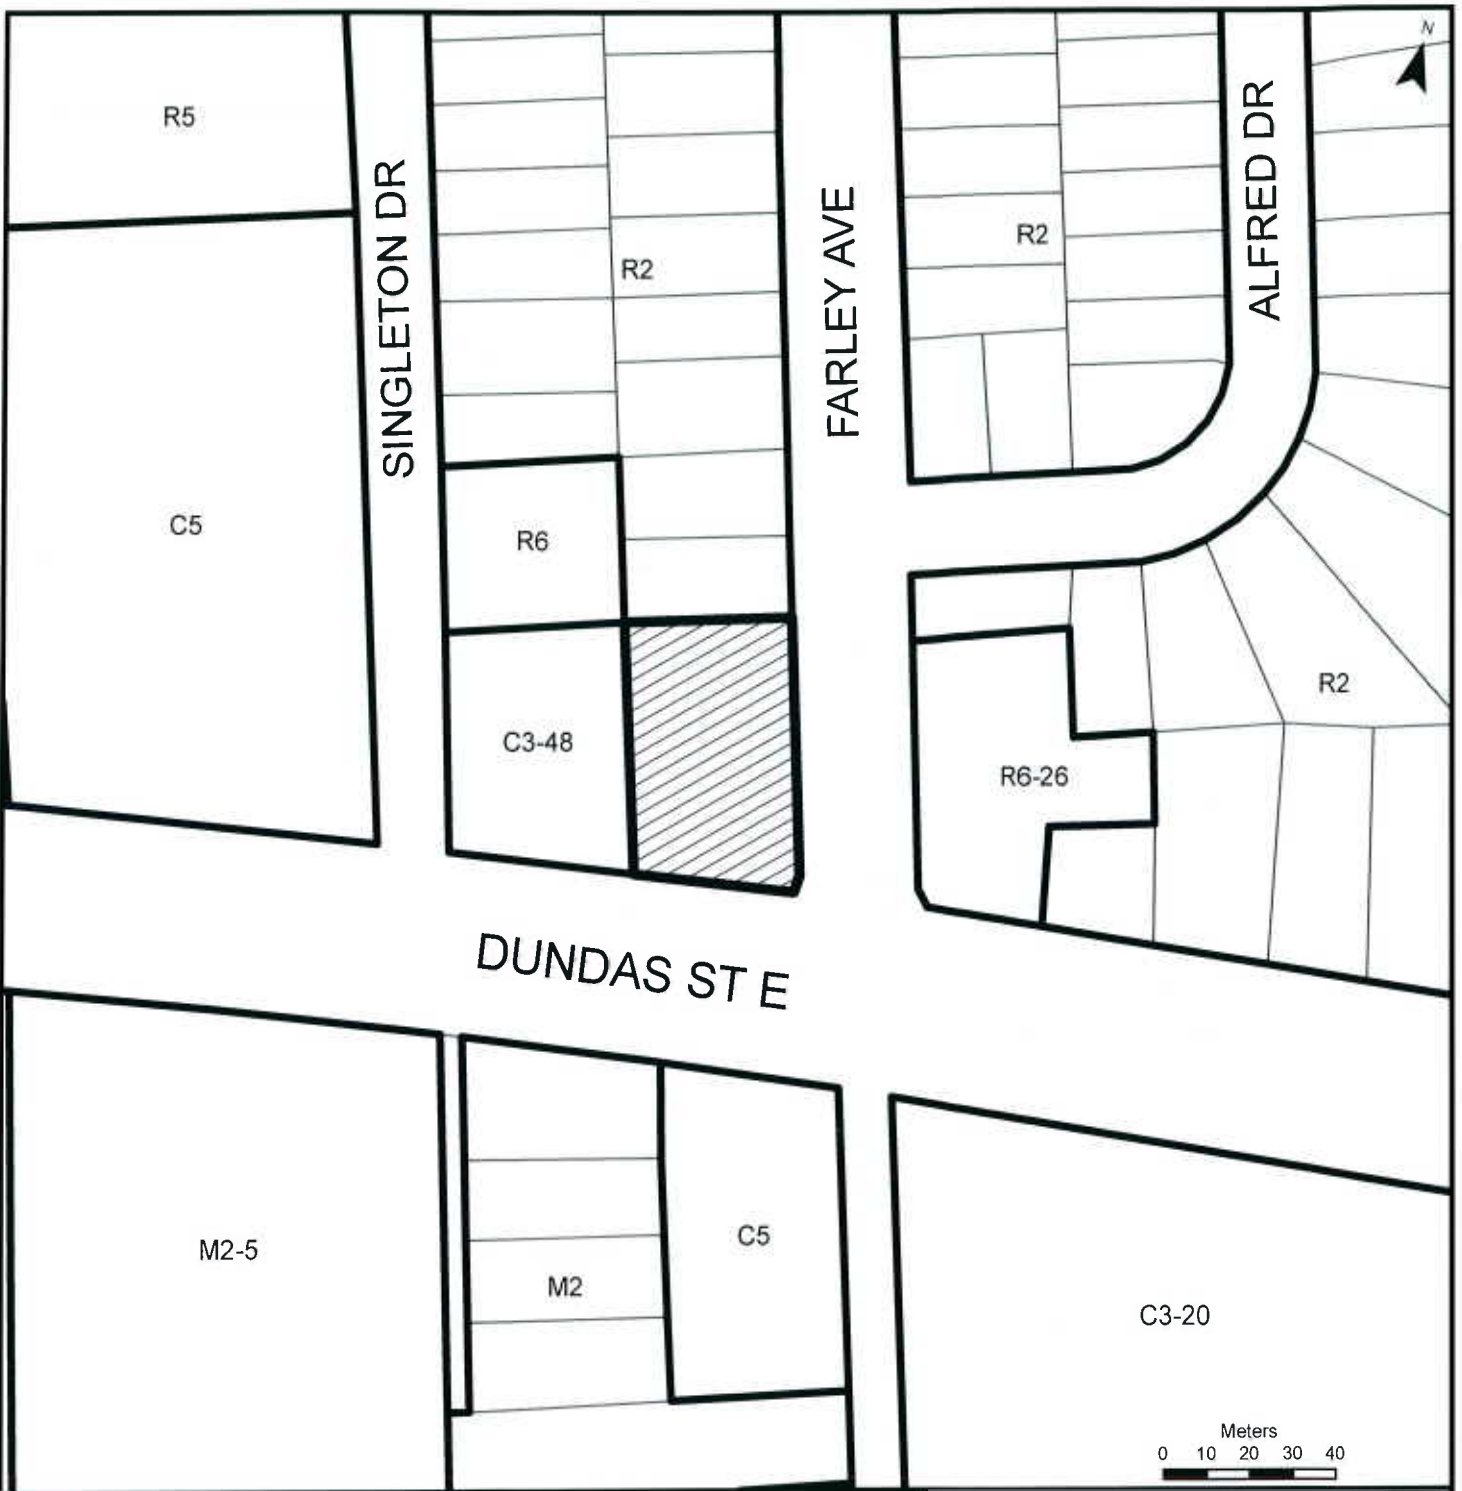 N
R5
SINGLETON DR
R2
FARLEY AVE
R2
ALFRED DR
C5
R6
R2
C3-48
R6-26
DUNDAS ST E
M2-5
M2
C5
C3-20
Meters
0 10 20 30 40